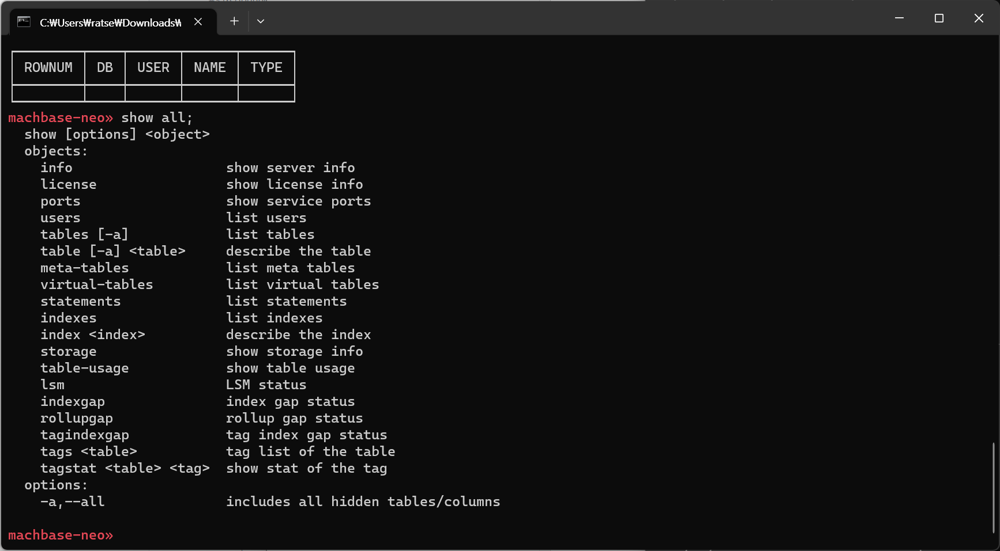 C:₩Users₩ratse₩Downloads₩
ROWNUM DB USER NAME TYPE
machbase-neo» show all;
show [options] <object>
objects:
info show server info
license show license info
ports show service ports
users list users
tables [-a] list tables
table [-a] <table> describe the table
meta-tables list meta tables
virtual-tables list virtual tables
statements list statements
indexes list indexes
index <index> describe the index
storage show storage info
table-usage show table usage
lsm LSM status
indexgap index gap status
rollupgap rollup gap status
tagindexgap tag index gap status
tags <table> tag list of the table
tagstat <table> <tag> show stat of the tag
options:
-a,--all includes all hidden tables/columns
machbase-neo»